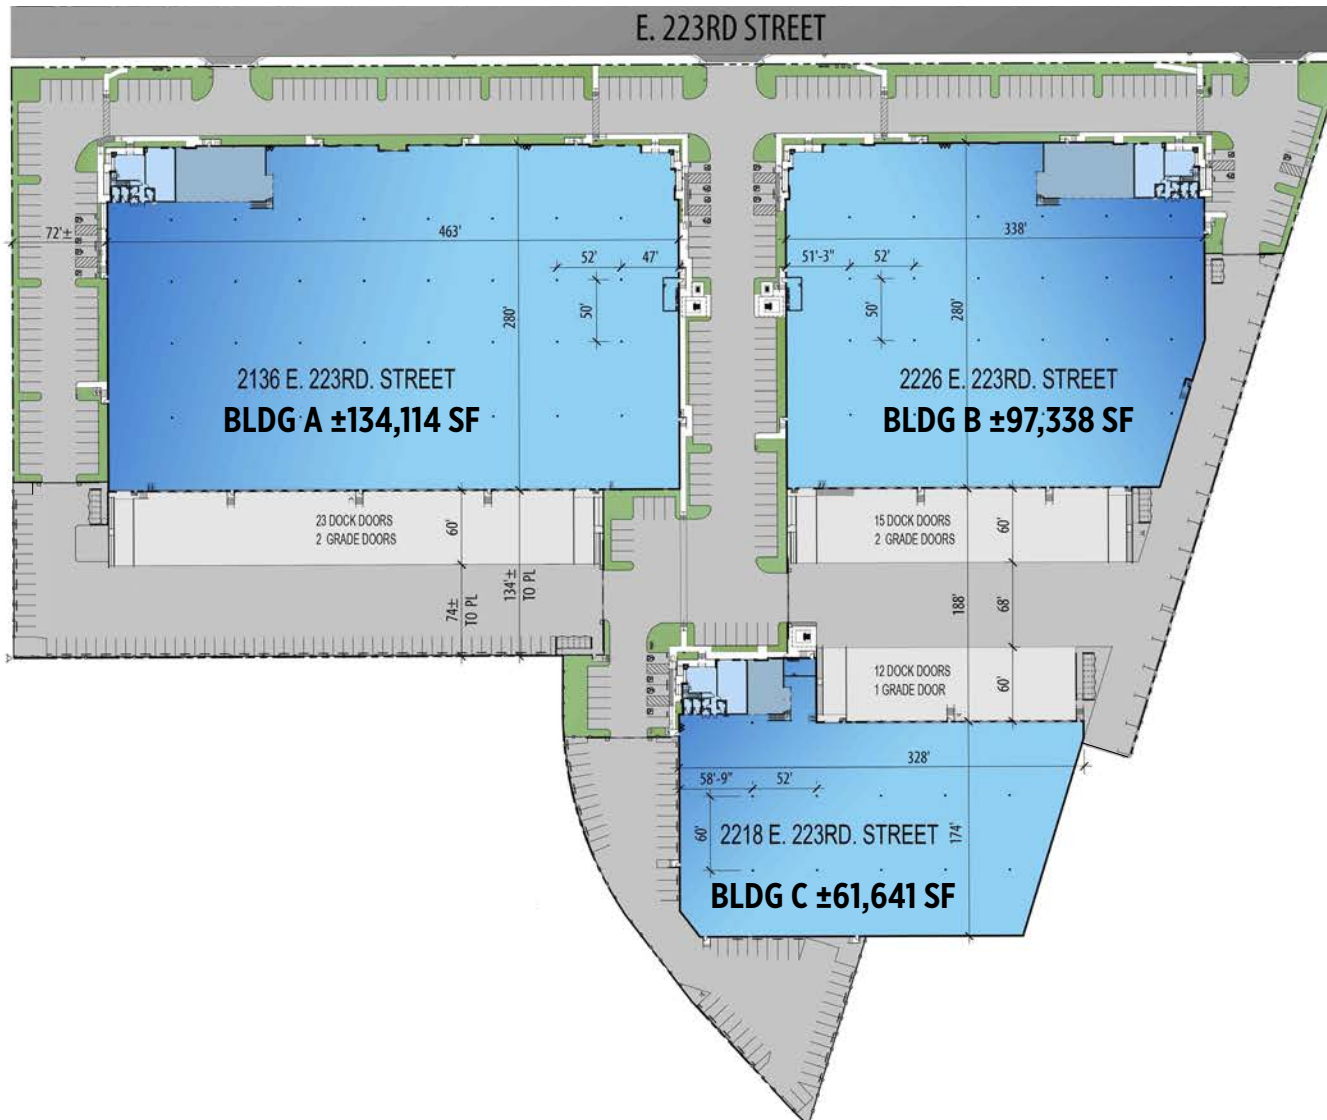 E. 223RD STREET
72'±
463'
52'
47'
50'
280'
2136 E. 223RD. STREET
BLDG A ±134,114 SF
23 DOCK DOORS
2 GRADE DOORS
60'
74±
TO PL
134'±
TO PL
338'
51'-3"
52'
50'
280'
2226 E. 223RD. STREET
BLDG B ±97,338 SF
15 DOCK DOORS
2 GRADE DOORS
60'
188'
68'
12 DOCK DOORS
1 GRADE DOOR
60'
328'
58'-9"
52'
60'
174'
2218 E. 223RD. STREET
BLDG C ±61,641 SF